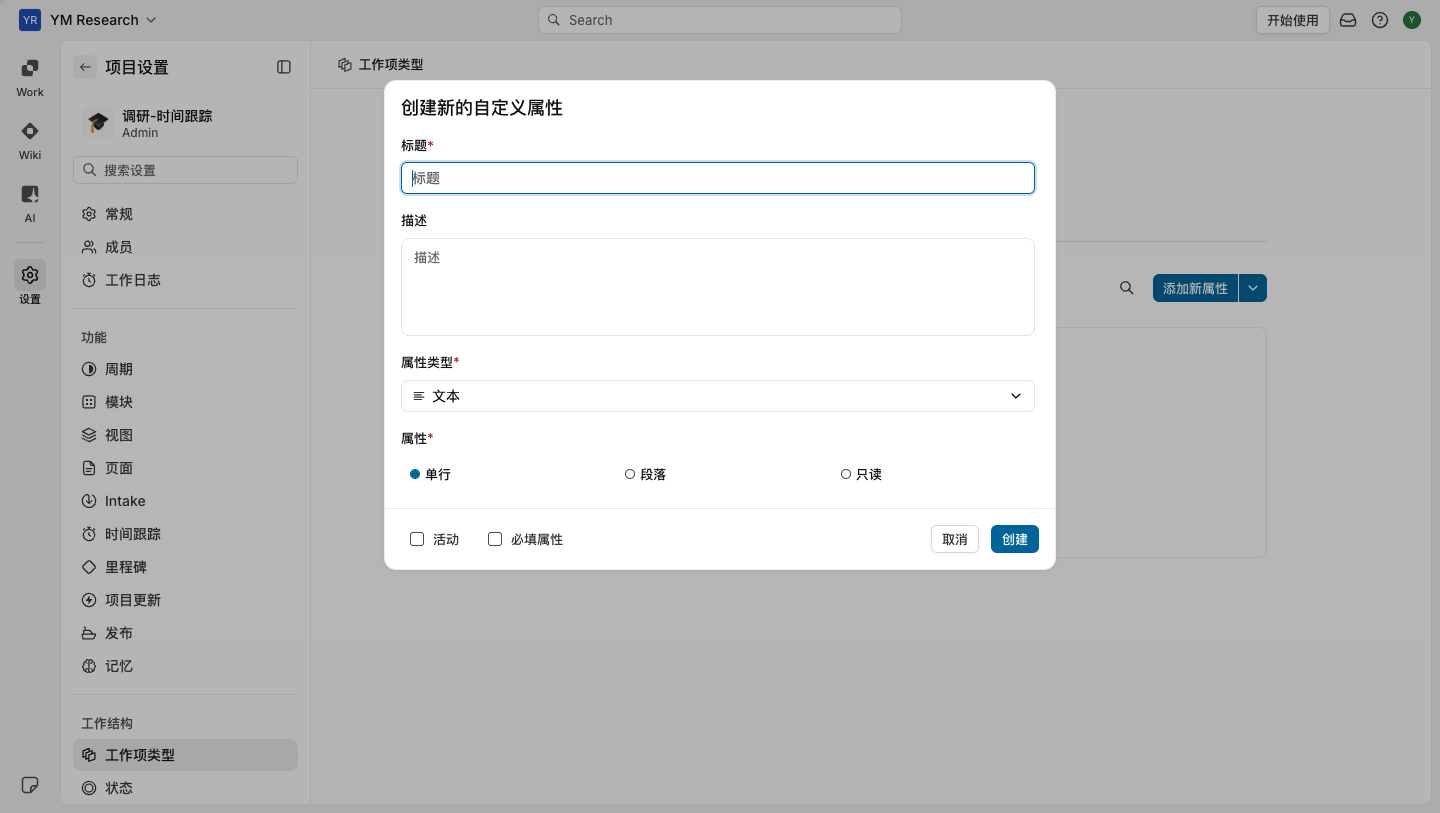 YR YM Research
Search
开始使用
Y
Work
Wiki
AI
设置
项目设置
调研-时间跟踪
Admin
搜索设置
常规
成员
工作日志
功能
周期
模块
视图
页面
Intake
时间跟踪
里程碑
项目更新
发布
记忆
工作结构
工作项类型
状态
工作项类型
添加新属性
创建新的自定义属性
标题*
标题
描述
描述
属性类型*
文本
属性*
单行 段落 只读
活动 必填属性 取消 创建